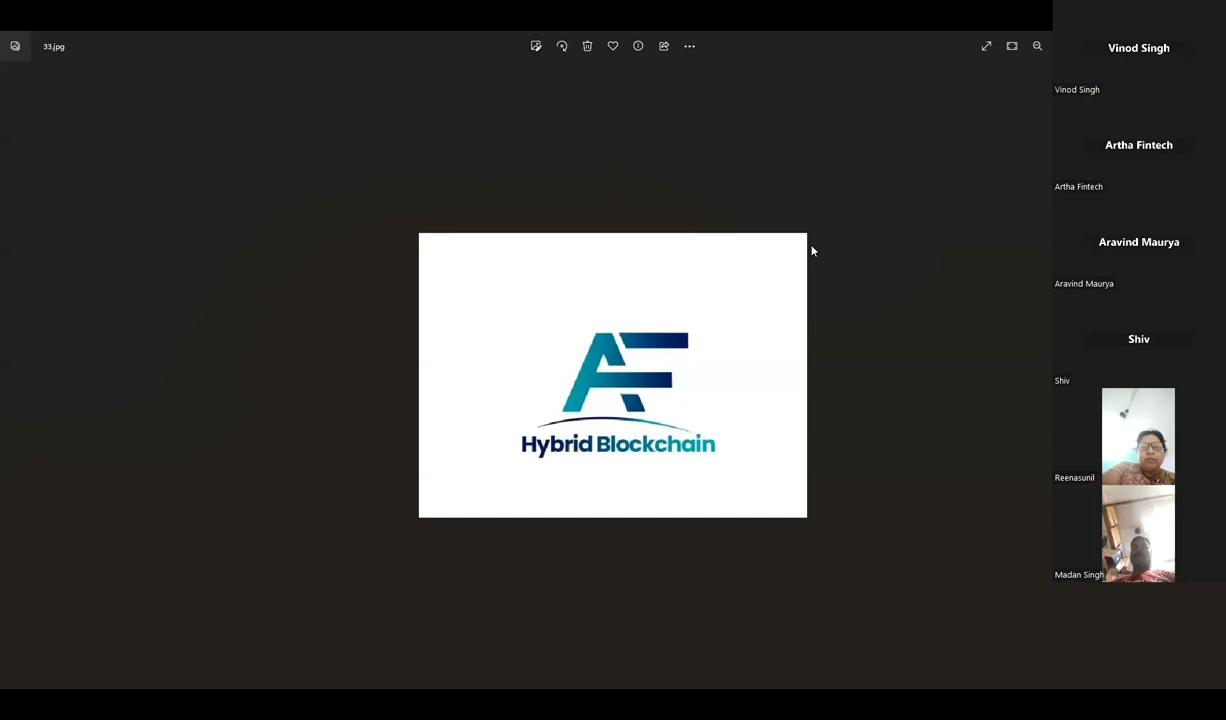 33.jpg
AF
Hybrid Blockchain
Vinod Singh
Vinod Singh
Artha Fintech
Artha Fintech
Aravind Maurya
Aravind Maurya
Shiv
Shiv
Reenasunil
Madan Singh